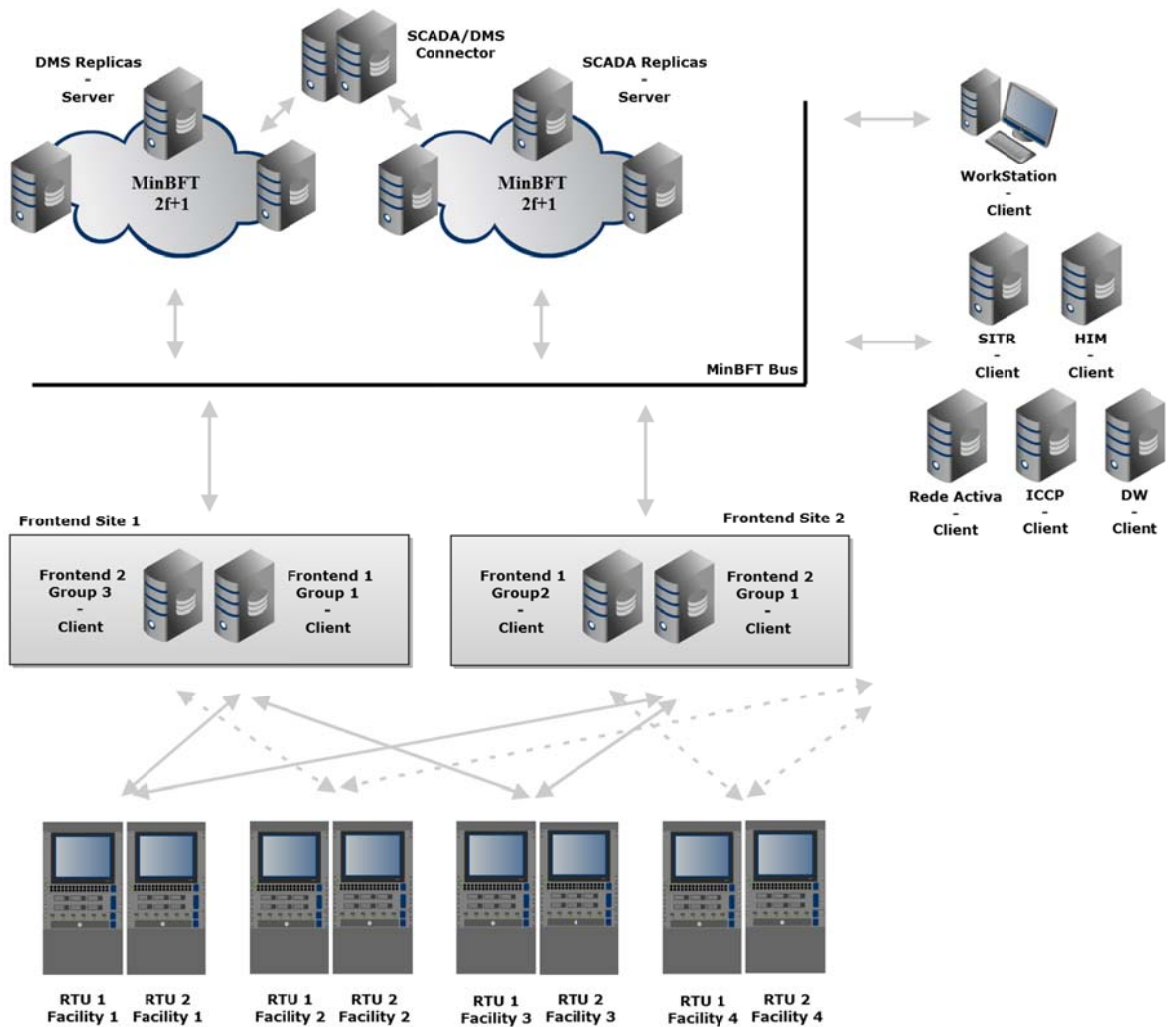 SCADA/DMS
Connector
DMS Replicas
-
Server
SCADA Replicas
-
Server
MinBFT
2f+1
MinBFT
2f+1
WorkStation
-
Client
SITR
-
Client
HIM
-
Client
MinBFT Bus
Rede Activa
-
Client
ICCP
-
Client
DW
-
Client
Frontend Site 1
Frontend 2
Group 3
-
Client
Frontend 1
Group 1
-
Client
Frontend Site 2
Frontend 1
Group2
-
Client
Frontend 2
Group 1
-
Client
RTU 1
Facility 1
RTU 2
Facility 1
RTU 1
Facility 2
RTU 2
Facility 2
RTU 1
Facility 3
RTU 2
Facility 3
RTU 1
Facility 4
RTU 2
Facility 4